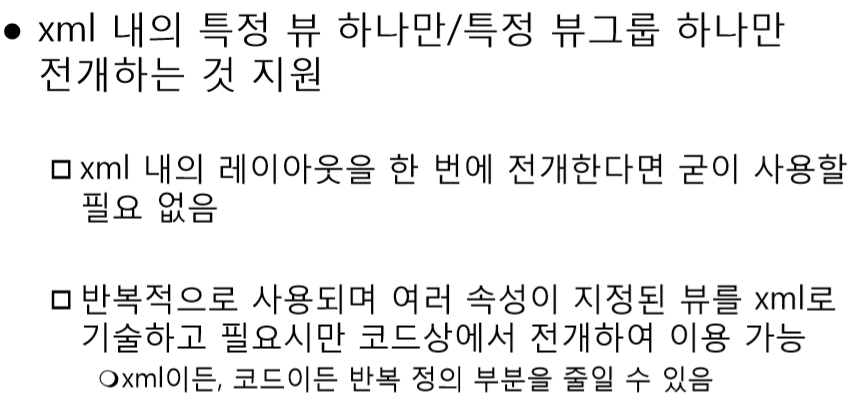 ● xml 내의 특정 뷰 하나만/특정 뷰그룹 하나만
전개하는 것 지원
□ xml 내의 레이아웃을 한 번에 전개한다면 굳이 사용할
필요 없음
□ 반복적으로 사용되며 여러 속성이 지정된 뷰를 xml로
기술하고 필요시만 코드상에서 전개하여 이용 가능
❍xml이든, 코드이든 반복 정의 부분을 줄일 수 있음